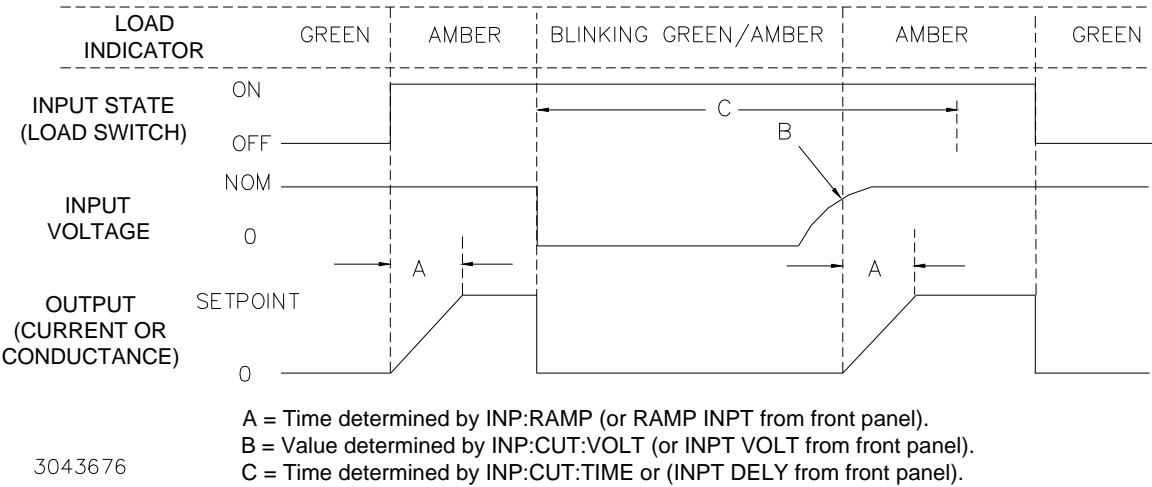 LOAD INDICATOR GREEN AMBER BLINKING GREEN/AMBER AMBER GREEN
INPUT STATE (LOAD SWITCH)
ON
OFF
C
B
INPUT VOLTAGE
NOM
0
A
A
OUTPUT (CURRENT OR CONDUCTANCE)
SETPOINT
0
A = Time determined by INP:RAMP (or RAMP INPT from front panel).
B = Value determined by INP:CUT:VOLT (or INPT VOLT from front panel).
C = Time determined by INP:CUT:TIME or (INPT DELY from front panel).
3043676